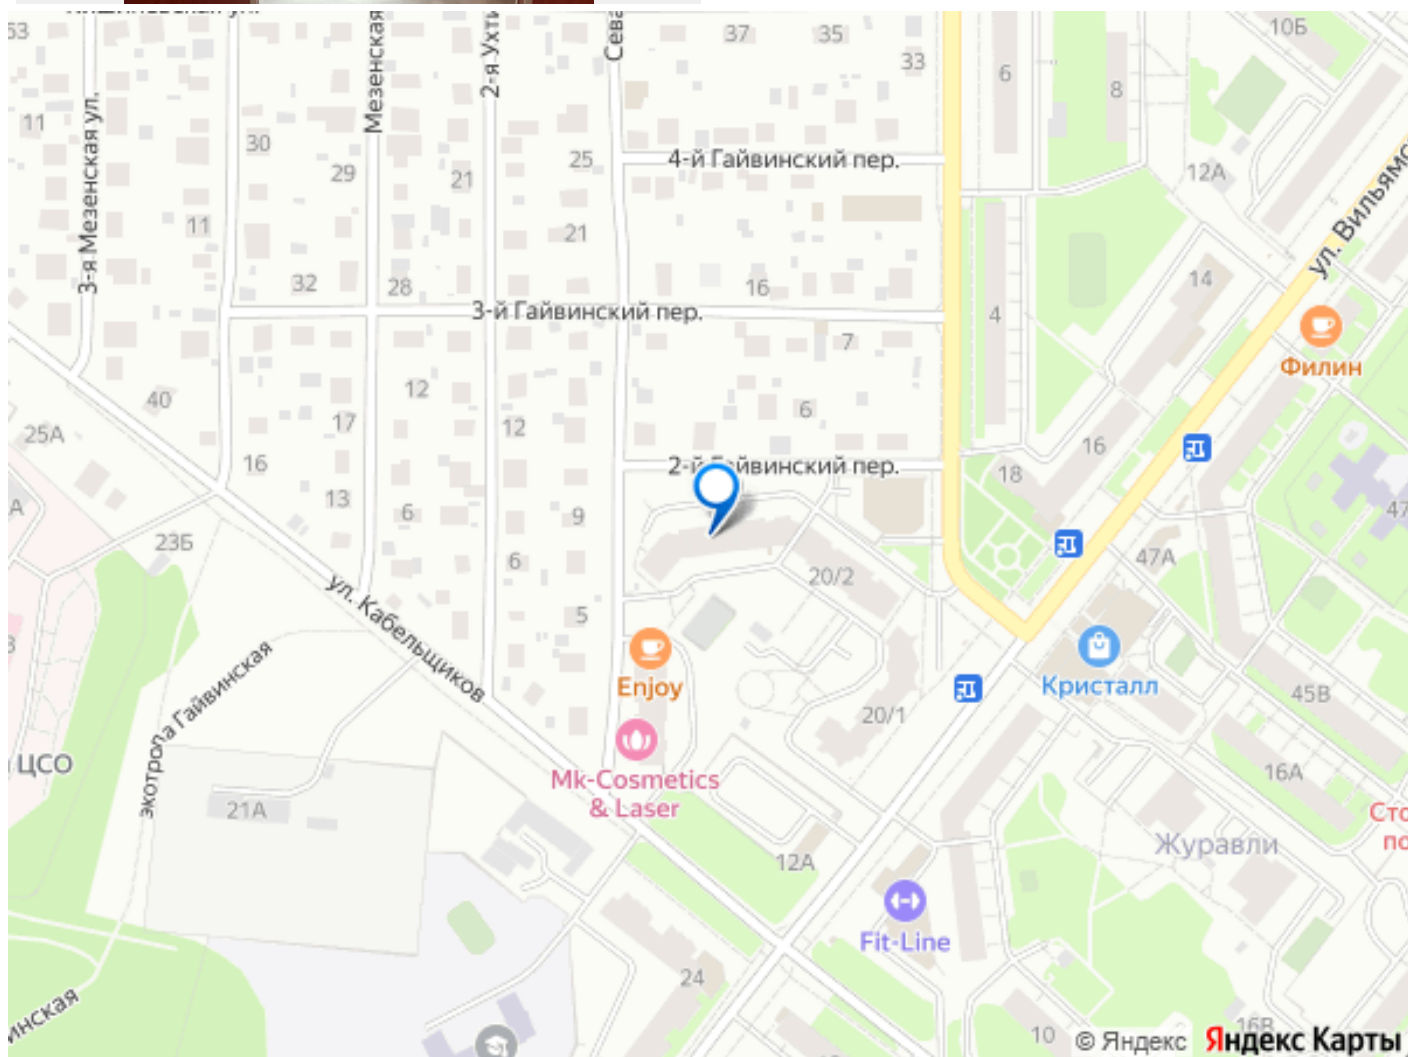 53
37
35
33
10Б
6
8
11
30
29
21
25
4-й Гайвинский пер.
12А
11
21
32
28
16
14
3-я Мезенская ул.
Мезенская
3-й Гайвинский пер.
4
7
ул.
Филин
40
12
6
17
12
16
25А
2-й Гайвинский пер.
18
16
13
6
9
А
23Б
6
20/2
47А
47
5
ул. Кабельщиков
Enjoy
Кристалл
20/1
45В
экотропа Гайвинская
ЦСО
Mk-Cosmetics
& Laser
16А
21А
12А
Журавли
Fit-Line
24
10
16В
© Яндекс
Яндекс Карты